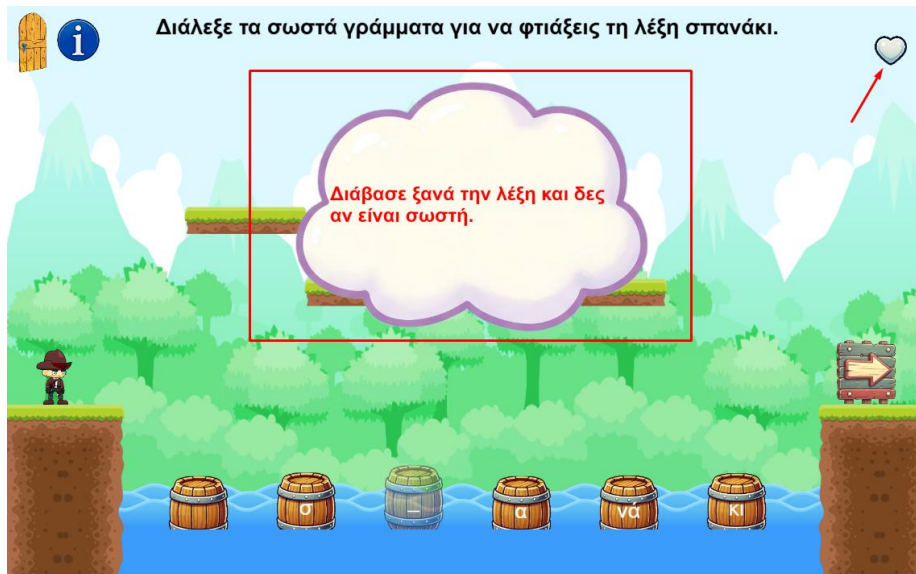 Διάλεξε τα σωστά γράμματα για να φτιάξεις τη λέξη σπανάκι.
i
Διάβασε ξανά την λέξη και δες
αν είναι σωστή.
σ _ α νά κι